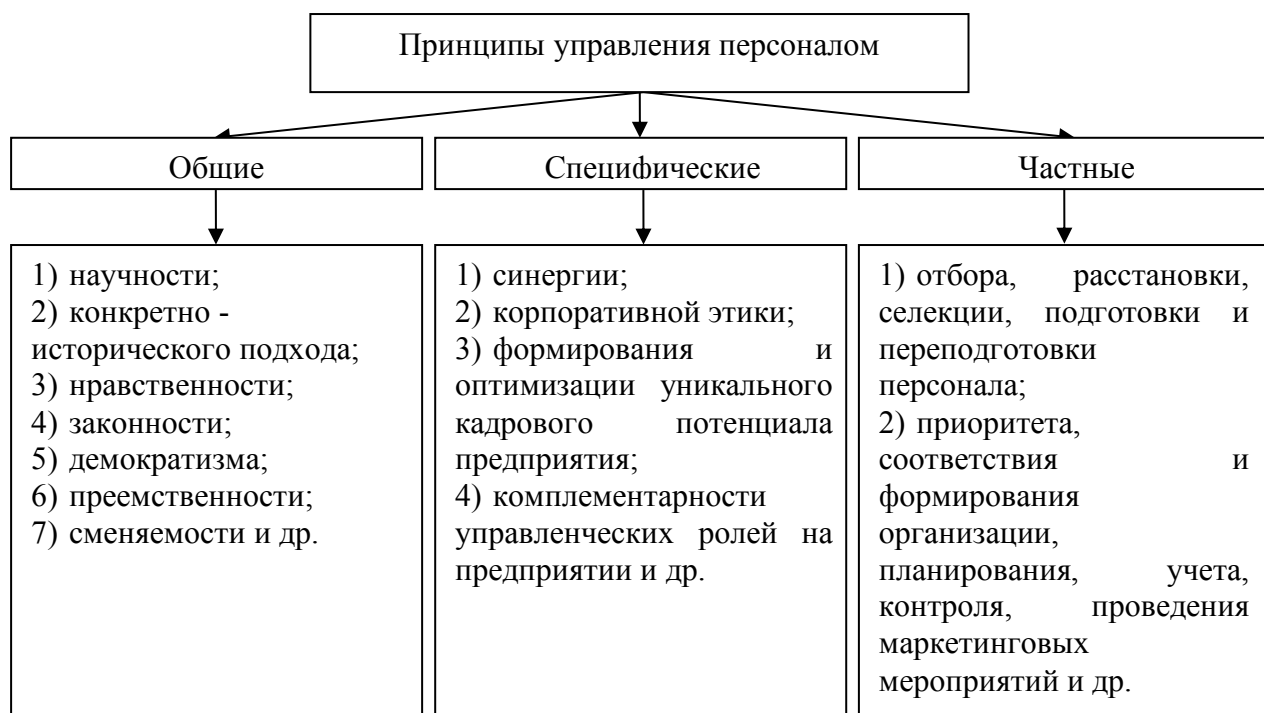 Принципы управления персоналом
Общие
Специфические
Частные
1) научности;
2) конкретно -
исторического подхода;
3) нравственности;
4) законности;
5) демократизма;
6) преемственности;
7) сменяемости и др.
1) синергии;
2) корпоративной этики;
3) формирования и
оптимизации уникального
кадрового потенциала
предприятия;
4) комплементарности
управленческих ролей на
предприятии и др.
1) отбора, расстановки,
селекции, подготовки и
переподготовки
персонала;
2) приоритета,
соответствия и
формирования
организации,
планирования, учета,
контроля, проведения
маркетинговых
мероприятий и др.